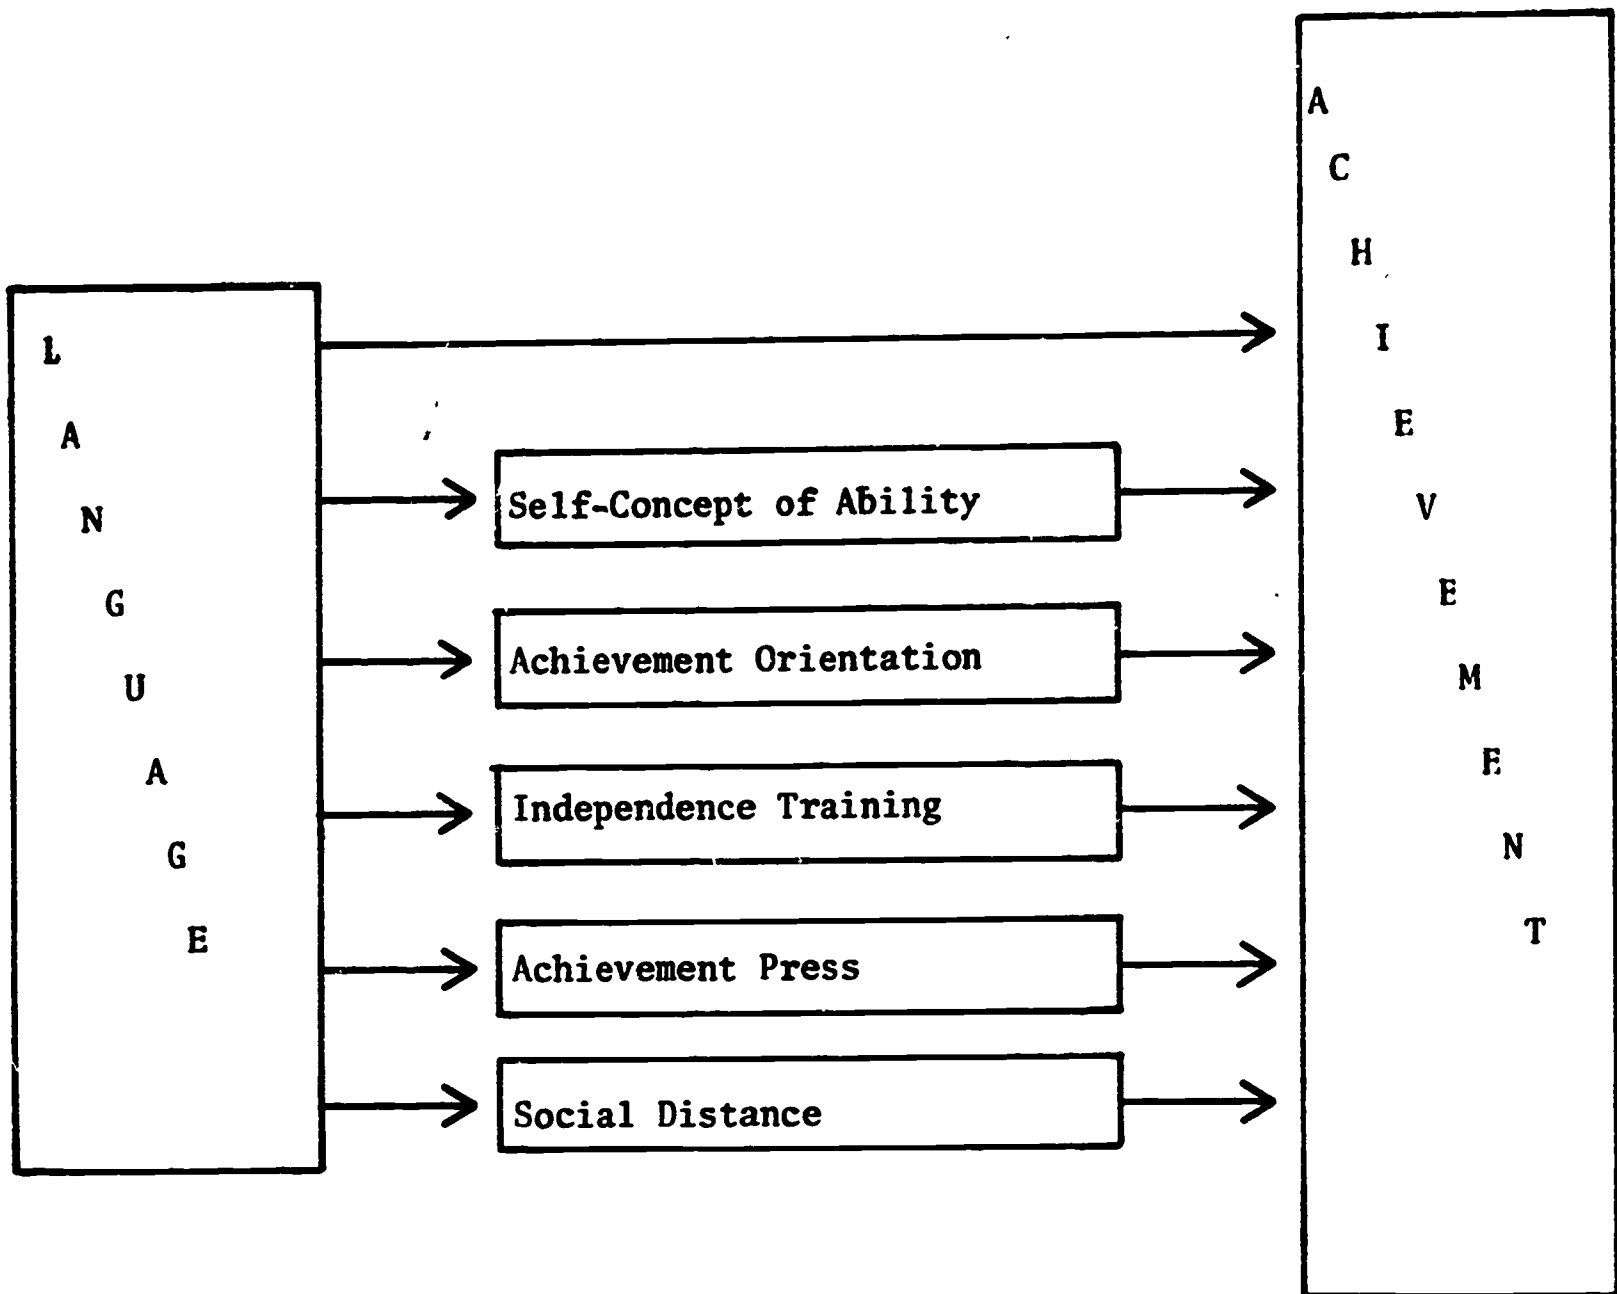 LANGUAGE
Self-Concept of Ability
Achievement Orientation
Independence Training
Achievement Press
Social Distance
ACHIEVEMENT